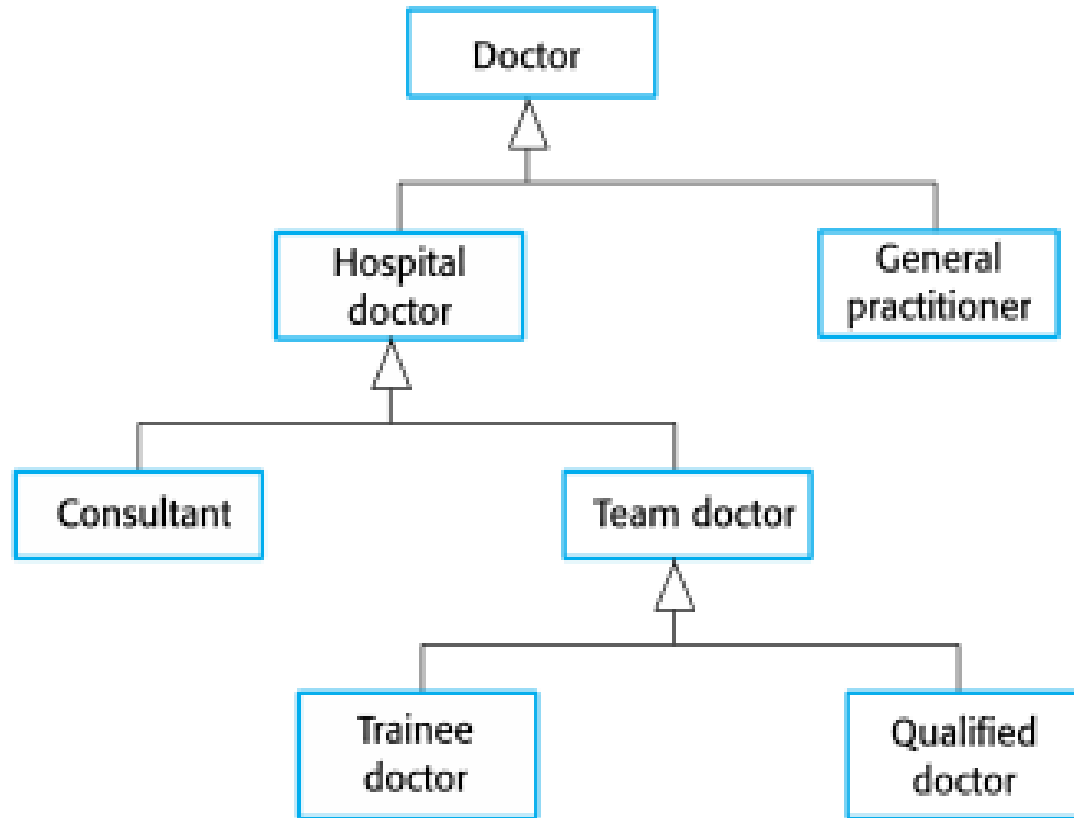 Doctor
Hospital
doctor
General
practitioner
Consultant
Team doctor
Trainee
doctor
Qualified
doctor